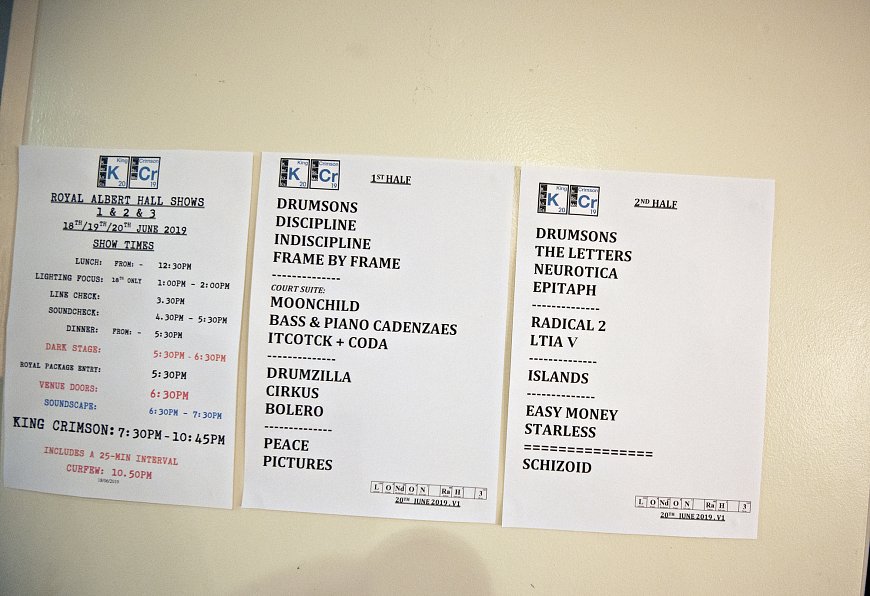 King Crimson
K Cr
20 19
ROYAL ALBERT HALL SHOWS
1 & 2 & 3
18TH/19TH/20TH JUNE 2019
SHOW TIMES
LUNCH: FROM: - 12:30PM
LIGHTING FOCUS: 18TH ONLY 1:00PM - 2:00PM
LINE CHECK: 3.30PM
SOUNDCHECK: 4.30PM - 5:30PM
DINNER: FROM: - 5:30PM
DARK STAGE: 5:30PM - 6:30PM
ROYAL PACKAGE ENTRY: 5:30PM
VENUE DOORS: 6:30PM
SOUNDSCAPE: 6:30PM - 7:30PM
KING CRIMSON: 7:30PM - 10:45PM
INCLUDES A 25-MIN INTERVAL
CURFEW: 10.50PM
King Crimson
K Cr
20 19
1ST HALF
DRUMSONS
DISCIPLINE
INDISCIPLINE
FRAME BY FRAME
--------------
COURT SUITE:
MOONCHILD
BASS & PIANO CADENZAES
ITCOTCK + CODA
--------------
DRUMZILLA
CIRKUS
BOLERO
--------------
PEACE
PICTURES
L O Nd O N Ra H 3
20TH JUNE 2019 .V1
King Crimson
K Cr
20 19
2ND HALF
DRUMSONS
THE LETTERS
NEUROTICA
EPITAPH
--------------
RADICAL 2
LTIA V
--------------
ISLANDS
--------------
EASY MONEY
STARLESS
================
SCHIZOID
L O Nd O N Ra H 3
20TH JUNE 2019 .V1